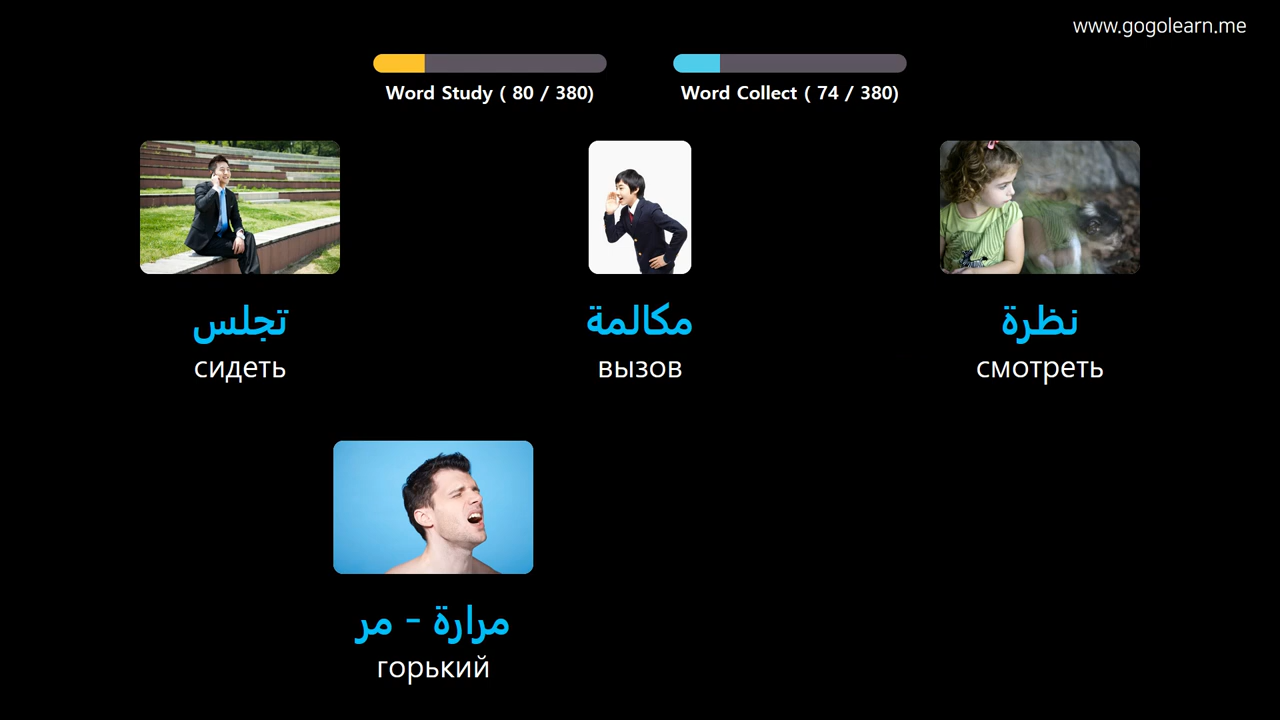 www.gogolearn.me
Word Study ( 80 / 380)
Word Collect ( 74 / 380)
تجلس
сидеть
مكالمة
вызов
نظرة
смотреть
مرارة - مر
горький